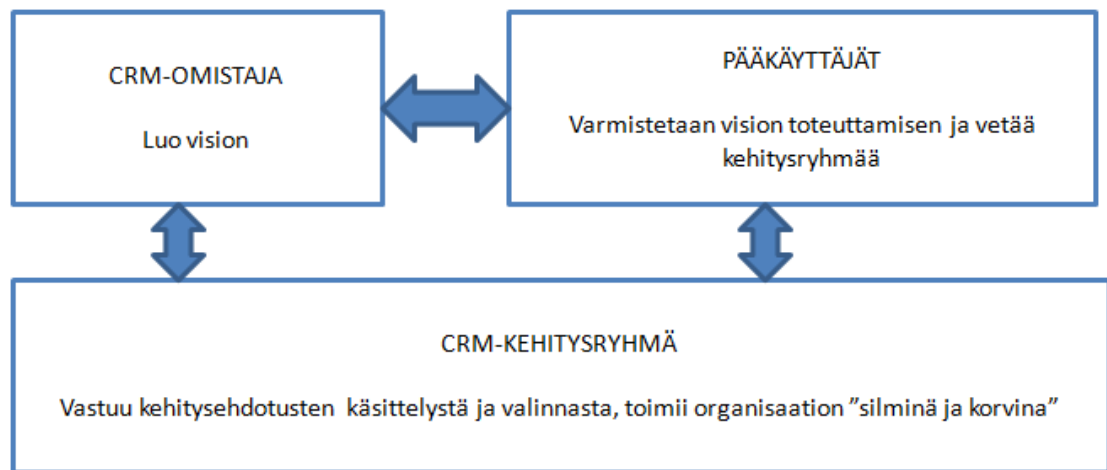 CRM-OMISTAJA
Luo vision
PÄÄKÄYTTÄJÄT
Varmistetaan vision toteuttamisen ja vetää
kehitysryhmää
CRM-KEHITYSRYHMÄ
Vastuu kehitysehdotusten käsittelystä ja valinnasta, toimii organisaation ”silminä ja korvina”